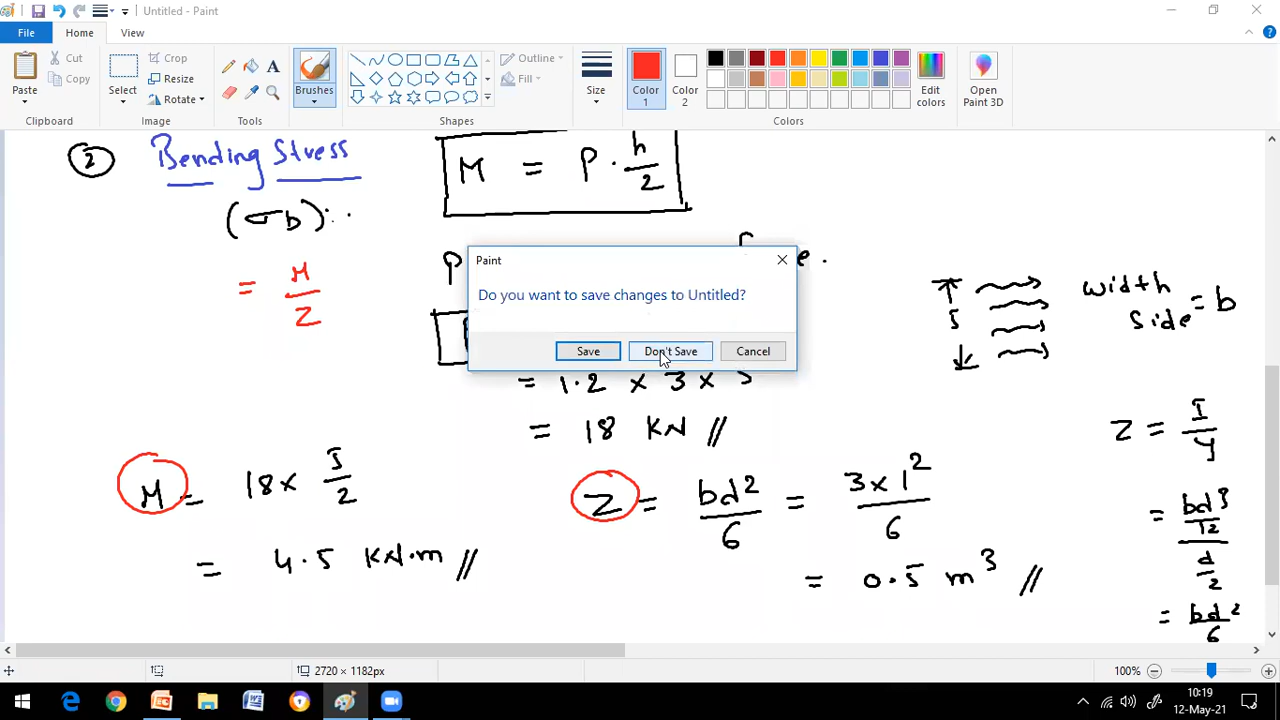 Untitled - Paint
File Home View
Paste
Cut
Copy
Clipboard
Select
Crop
Resize
Rotate
Image
Tools
Brushes
Shapes
Outline
Fill
Size
Color 1
Color 2
Edit colors
Open Paint 3D
Colors
2 Bending Stress
(σb):
= M/Z
M = P · h/2
Paint
Do you want to save changes to Untitled?
Save Don't Save Cancel
P
= 1.2 x 3 x 5
= 18 KN //
width side = b
5
M = 18 x 5/2
= 4.5 KN.m //
Z = bd²/6 = 3 x 1²/6
= 0.5 m³ //
Z = I/y
= bd³/12 / d/2
= bd²/6
2720 × 1182px
100%
10:19
12-May-21